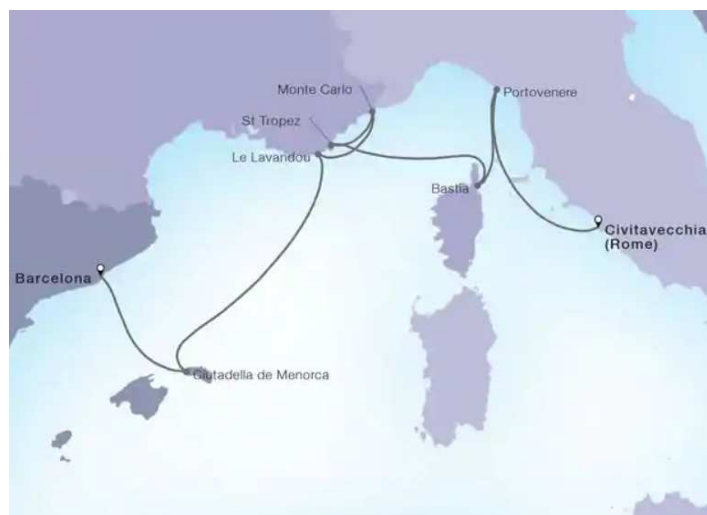 Monte Carlo
Portovenere
St Tropez
Le Lavandou
Bastia
Civitavecchia
(Rome)
Barcelona
Ciutadella de Menorca